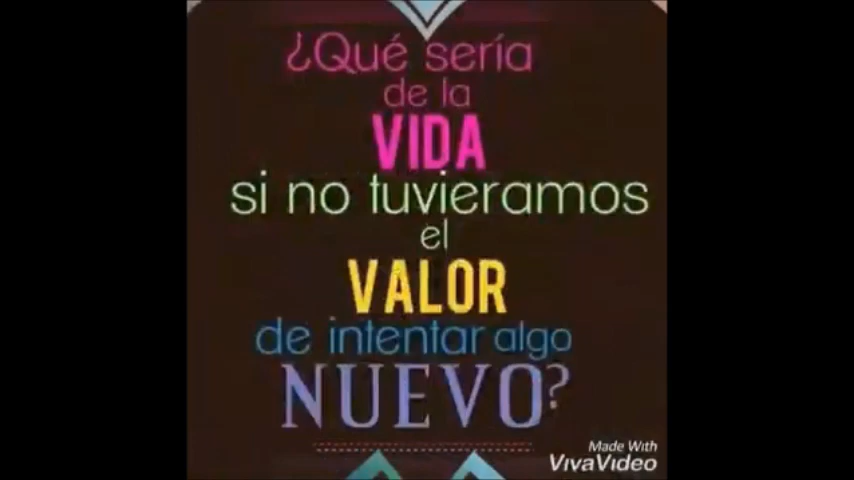 ¿Qué sería
de la
VIDA
si no tuvieramos
el
VALOR
de intentar algo
NUEVO?
Made With
VivaVideo